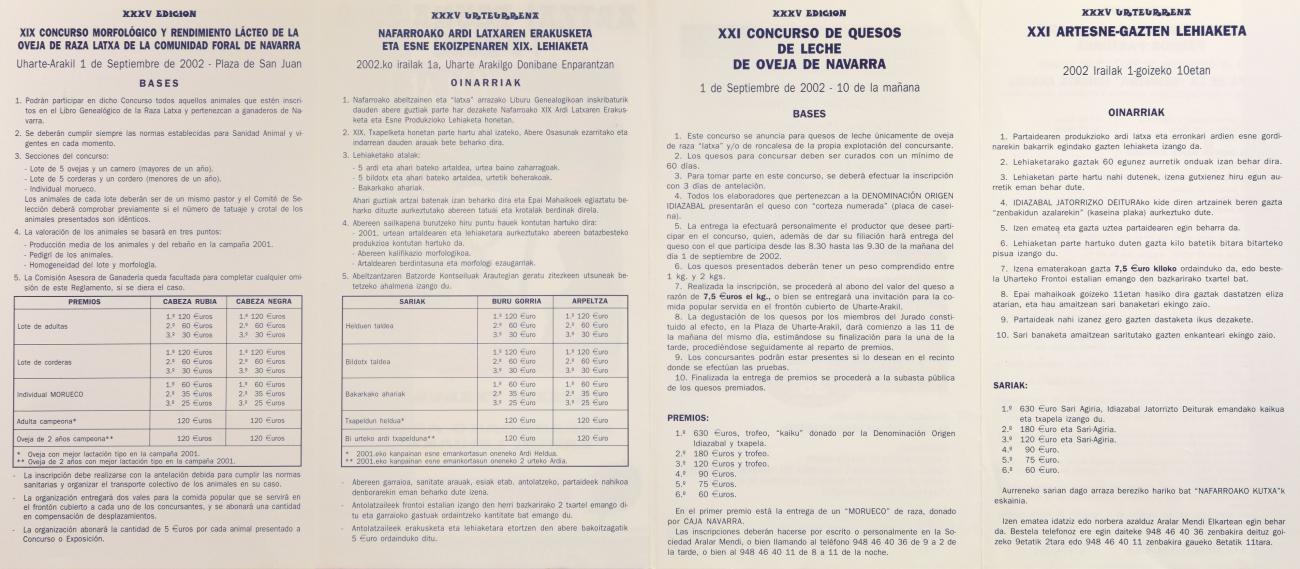 XXXV EDICION
XIX CONCURSO MORFOLÓGICO Y RENDIMIENTO LÁCTEO DE LA
OVEJA DE RAZA LATXA DE LA COMUNIDAD FORAL DE NAVARRA
Uharte-Arakil 1 de Septiembre de 2002 - Plaza de San Juan
BASES
1. Podrán participar en dicho Concurso todos aquellos animales que estén inscri-
tos en el Libro Genealógico de la Raza Latxa y pertenezcan a ganaderos de Na-
varra.
2. Se deberán cumplir siempre las normas establecidas para Sanidad Animal y vi-
gentes en cada momento.
3. Secciones del concurso:
- Lote de 5 ovejas y un carnero (mayores de un año).
- Lote de 5 corderas y un cordero (menores de un año).
- Individual morueco.
Los animales de cada lote deberán ser de un mismo pastor y el Comité de Se-
lección deberá comprobar previamente si el número de tatuaje y crotal de los
animales presentados son idénticos.
4. La valoración de los animales se basará en tres puntos:
- Producción media de los animales y del rebaño en la campaña 2001.
- Pedigrí de los animales.
- Homogeneidad del lote y morfología.
5. La Comisión Asesora de Ganadería queda facultada para completar cualquier omi-
sión de este Reglamento, si se diera el caso.
PREMIOS CABEZA RUBIA CABEZA NEGRA
Lote de adultas
1.º 120 €uros 1.º 120 €uros
2.º 60 €uros 2.º 60 €uros
3.º 30 €uros 3.º 30 €uros
Lote de corderas
1.º 120 €uros 1.º 120 €uros
2.º 60 €uros 2.º 60 €uros
3.º 30 €uros 3.º 30 €uros
Individual MORUECO
1.º 60 €uros 1.º 60 €uros
2.º 35 €uros 2.º 35 €uros
3.º 25 €uros 3.º 25 €uros
Adulta campeona* 120 €uros 120 €uros
Oveja de 2 años campeona** 120 €uros 120 €uros
* Oveja con mejor lactación tipo en la campaña 2001.
** Oveja de 2 años con mejor lactación tipo en la campaña 2001.
- La inscripción debe realizarse con la antelación debida para cumplir las normas
sanitarias y organizar el transporte colectivo de los animales en su caso.
- La organización entregará dos vales para la comida popular que se servirá en
el frontón cubierto a cada uno de los concursantes, y se abonará una cantidad
en compensación de desplazamientos.
- La organización abonará la cantidad de 5 €uros por cada animal presentado a
Concurso o Exposición.
XXXV URTEURRENA
NAFARROAKO ARDI LATXAREN ERAKUSKETA
ETA ESNE EKOIZPENAREN XIX. LEHIAKETA
2002.ko irailak 1a, Uharte Arakilgo Donibane Enparantzan
OINARRIAK
1. Nafarroako abeltzainen eta "latxa" arrazako Liburu Genealogikoan inskribaturik
dauden abere guztiak parte har dezakete Nafarroako XIX Ardi Latxaren Erakus-
keta eta Esne Produkzioko Lehiaketa honetan.
2. XIX. Txapelketa honetan parte hartu ahal izateko, Abere Osasunak ezarritako eta
indarrean dauden arauak bete beharko dira.
3. Lehiaketako atalak:
- 5 ardi eta ahari bateko artaldea, urtea baino zaharragoak.
- 5 bildotx eta ahari bateko artaldea, urtetik beherakoak.
- Bakarkako ahariak.
Ahari guztiak artzai batenak izan beharko dira eta Epai Mahaikoek egiaztatu be-
harko dituzte aurkeztutako abereen tatuai eta krotalak berdinak direla.
4. Abereen sailkapena burutzeko hiru puntu hauek kontutan hartuko dira:
- 2001. urtean artaldearen eta lehiaketara aurkeztutako abereen batazbesteko
produkzioa kontutan hartuko da.
- Abereen kalifikazio morfologikoa.
- Artaldearen berdintasuna eta morfologi ezaugarriak.
5. Abeltzantzaren Batzorde Kontseiluak Arautegian geratu zitezkeen utsuneak be-
tetzeko ahalmena izango du.
SARIAK BURU GORRIA ARPELTZA
Helduen taldea
1.º 120 €uro 1.º 120 €uro
2.º 60 €uro 2.º 60 €uro
3.º 30 €uro 3.º 30 €uro
Bildotx taldea
1.º 120 €uro 1.º 120 €uro
2.º 60 €uro 2.º 60 €uro
3.º 30 €uro 3.º 30 €uro
Bakarkako ahariak
1.º 60 €uro 1.º 60 €uro
2.º 35 €uro 2.º 35 €uro
3.º 25 €uro 3.º 25 €uro
Txapeldun heldua* 120 €uro 120 €uro
Bi urteko ardi txapelduna** 120 €uro 120 €uro
* 2001.eko kanpainan esne emankortasun oneneko Ardi Heldua.
** 2001.eko kanpainan esne emankortasun oneneko 2 urteko Ardia.
- Abereen garraioa, sanitate arauak, esiak etab. antolatzeko, partaideek nahikoa
denborarekin eman beharko dute izena.
- Antolatzaileek frontoi estalian izango den herri bazkarirako 2 txartel emango di-
tu eta garraioko gastuak ordaintzeko kantitate bat emango du.
- Antolatzaileek erakusketa eta lehiaketara etortzen den abere bakoitzagatik
5 €uro ordainduko ditu.
XXXV EDICION
XXI CONCURSO DE QUESOS
DE LECHE
DE OVEJA DE NAVARRA
1 de Septiembre de 2002 - 10 de la mañana
BASES
1. Este concurso se anuncia para quesos de leche únicamente de oveja
de raza "latxa" y/o de roncalesa de la propia explotación del concursante.
2. Los quesos para concursar deben ser curados con un mínimo de
60 días.
3. Para tomar parte en este concurso, se deberá efectuar la inscripción
con 3 días de antelación.
4. Todos los elaboradores que pertenezcan a la DENOMINACIÓN ORIGEN
IDIAZABAL presentarán el queso con "corteza numerada" (placa de casei-
na).
5. La entrega la efectuará personalmente el productor que desee parti-
cipar en el concurso, quien, además de dar su filiación hará entrega del
queso con el que participa desde las 8.30 hasta las 9.30 de la mañana del
día 1 de septiembre de 2002.
6. Los quesos presentados deberán tener un peso comprendido entre
1 kg. y 2 kgs.
7. Realizada la inscripción, se procederá al abono del valor del queso a
razón de 7,5 €uros el kg., o bien se entregará una invitación para la co-
mida popular servida en el frontón cubierto de Uharte-Arakil.
8. La degustación de los quesos por los miembros del Jurado consti-
tuido al efecto, en la Plaza de Uharte-Arakil, dará comienzo a las 11 de
la mañana del mismo día, estimándose su finalización para la una de la
tarde, procediéndose seguidamente al reparto de premios.
9. Los concursantes podrán estar presentes si lo desean en el recinto
donde se efectúan las pruebas.
10. Finalizada la entrega de premios se procederá a la subasta pública
de los quesos premiados.
PREMIOS:
1.º 630 €uros, trofeo, "kaiku" donado por la Denominación Origen
Idiazabal y txapela.
2.º 180 €uros y trofeo.
3.º 120 €uros y trofeo.
4.º 90 €uros.
5.º 75 €uros.
6.º 60 €uros.
En el primer premio está la entrega de un "MORUECO" de raza, donado
por CAJA NAVARRA.
Las inscripciones deberán hacerse por escrito o personalmente en la So-
ciedad Aralar Mendi, o bien llamando al teléfono 948 46 40 36 de 9 a 2 de
la tarde, o bien al 948 46 40 11 de 8 a 11 de la noche.
XXXV URTEURRENA
XXI ARTESNE-GAZTEN LEHIAKETA
2002 Irailak 1-goizeko 10etan
OINARRIAK
1. Partaidearen produkzioko ardi latxa eta erronkari ardien esne gordi-
narekin bakarrik egindako gazten lehiaketa izango da.
2. Lehiaketarako gaztak 60 egunez aurretik onduak izan behar dira.
3. Lehiaketan parte hartu nahi dutenek, izena gutxienez hiru egun au-
rretik eman behar dute.
4. IDIAZABAL JATORRIZKO DEITURAko kide diren artzainek beren gazta
"zenbakidun azalarekin" (kaseina plaka) aurkeztuko dute.
5. Izen ematea eta gazta uztea partaidearen egin beharra da.
6. Lehiaketan parte hartuko duten gazta kilo batetik bitara bitarteko
pisua izango du.
7. Izena ematerakoan gazta 7,5 €uro kiloko ordainduko da, edo beste-
la Uharteko Frontoi estalian emango den bazkarirako txartel bat.
8. Epai mahaikoak goizeko 11etan hasiko dira gaztak dastatzen eliza
atarian, eta hau amaitzean sari banaketari ekingo zaio.
9. Partaideak nahi izanez gero gazten dastaketa ikus dezakete.
10. Sari banaketa amaitzean saritutako gazten enkanteari ekingo zaio.
SARIAK:
1.º 630 €uro Sari Agiria, Idiazabal Jatorrizto Deiturak emandako kaikua
eta txapela izango du.
2.º 180 €uro eta Sari-Agiria.
3.º 120 €uro eta Sari-Agiria.
4.º 90 €uro.
5.º 75 €uro.
6.º 60 €uro.
Aurreneko sarian dago arraza bereziko hariko bat "NAFARROAKO KUTXA"k
eskainia.
Izen ematea idatziz edo norbera azalduz Aralar Mendi Elkartean egin behar
da. Bestela telefonoz ere egin daiteke 948 46 40 36 zenbakira deituz goi-
zeko 9etatik 2tara edo 948 46 40 11 zenbakira gaueko 8etatik 11tara.